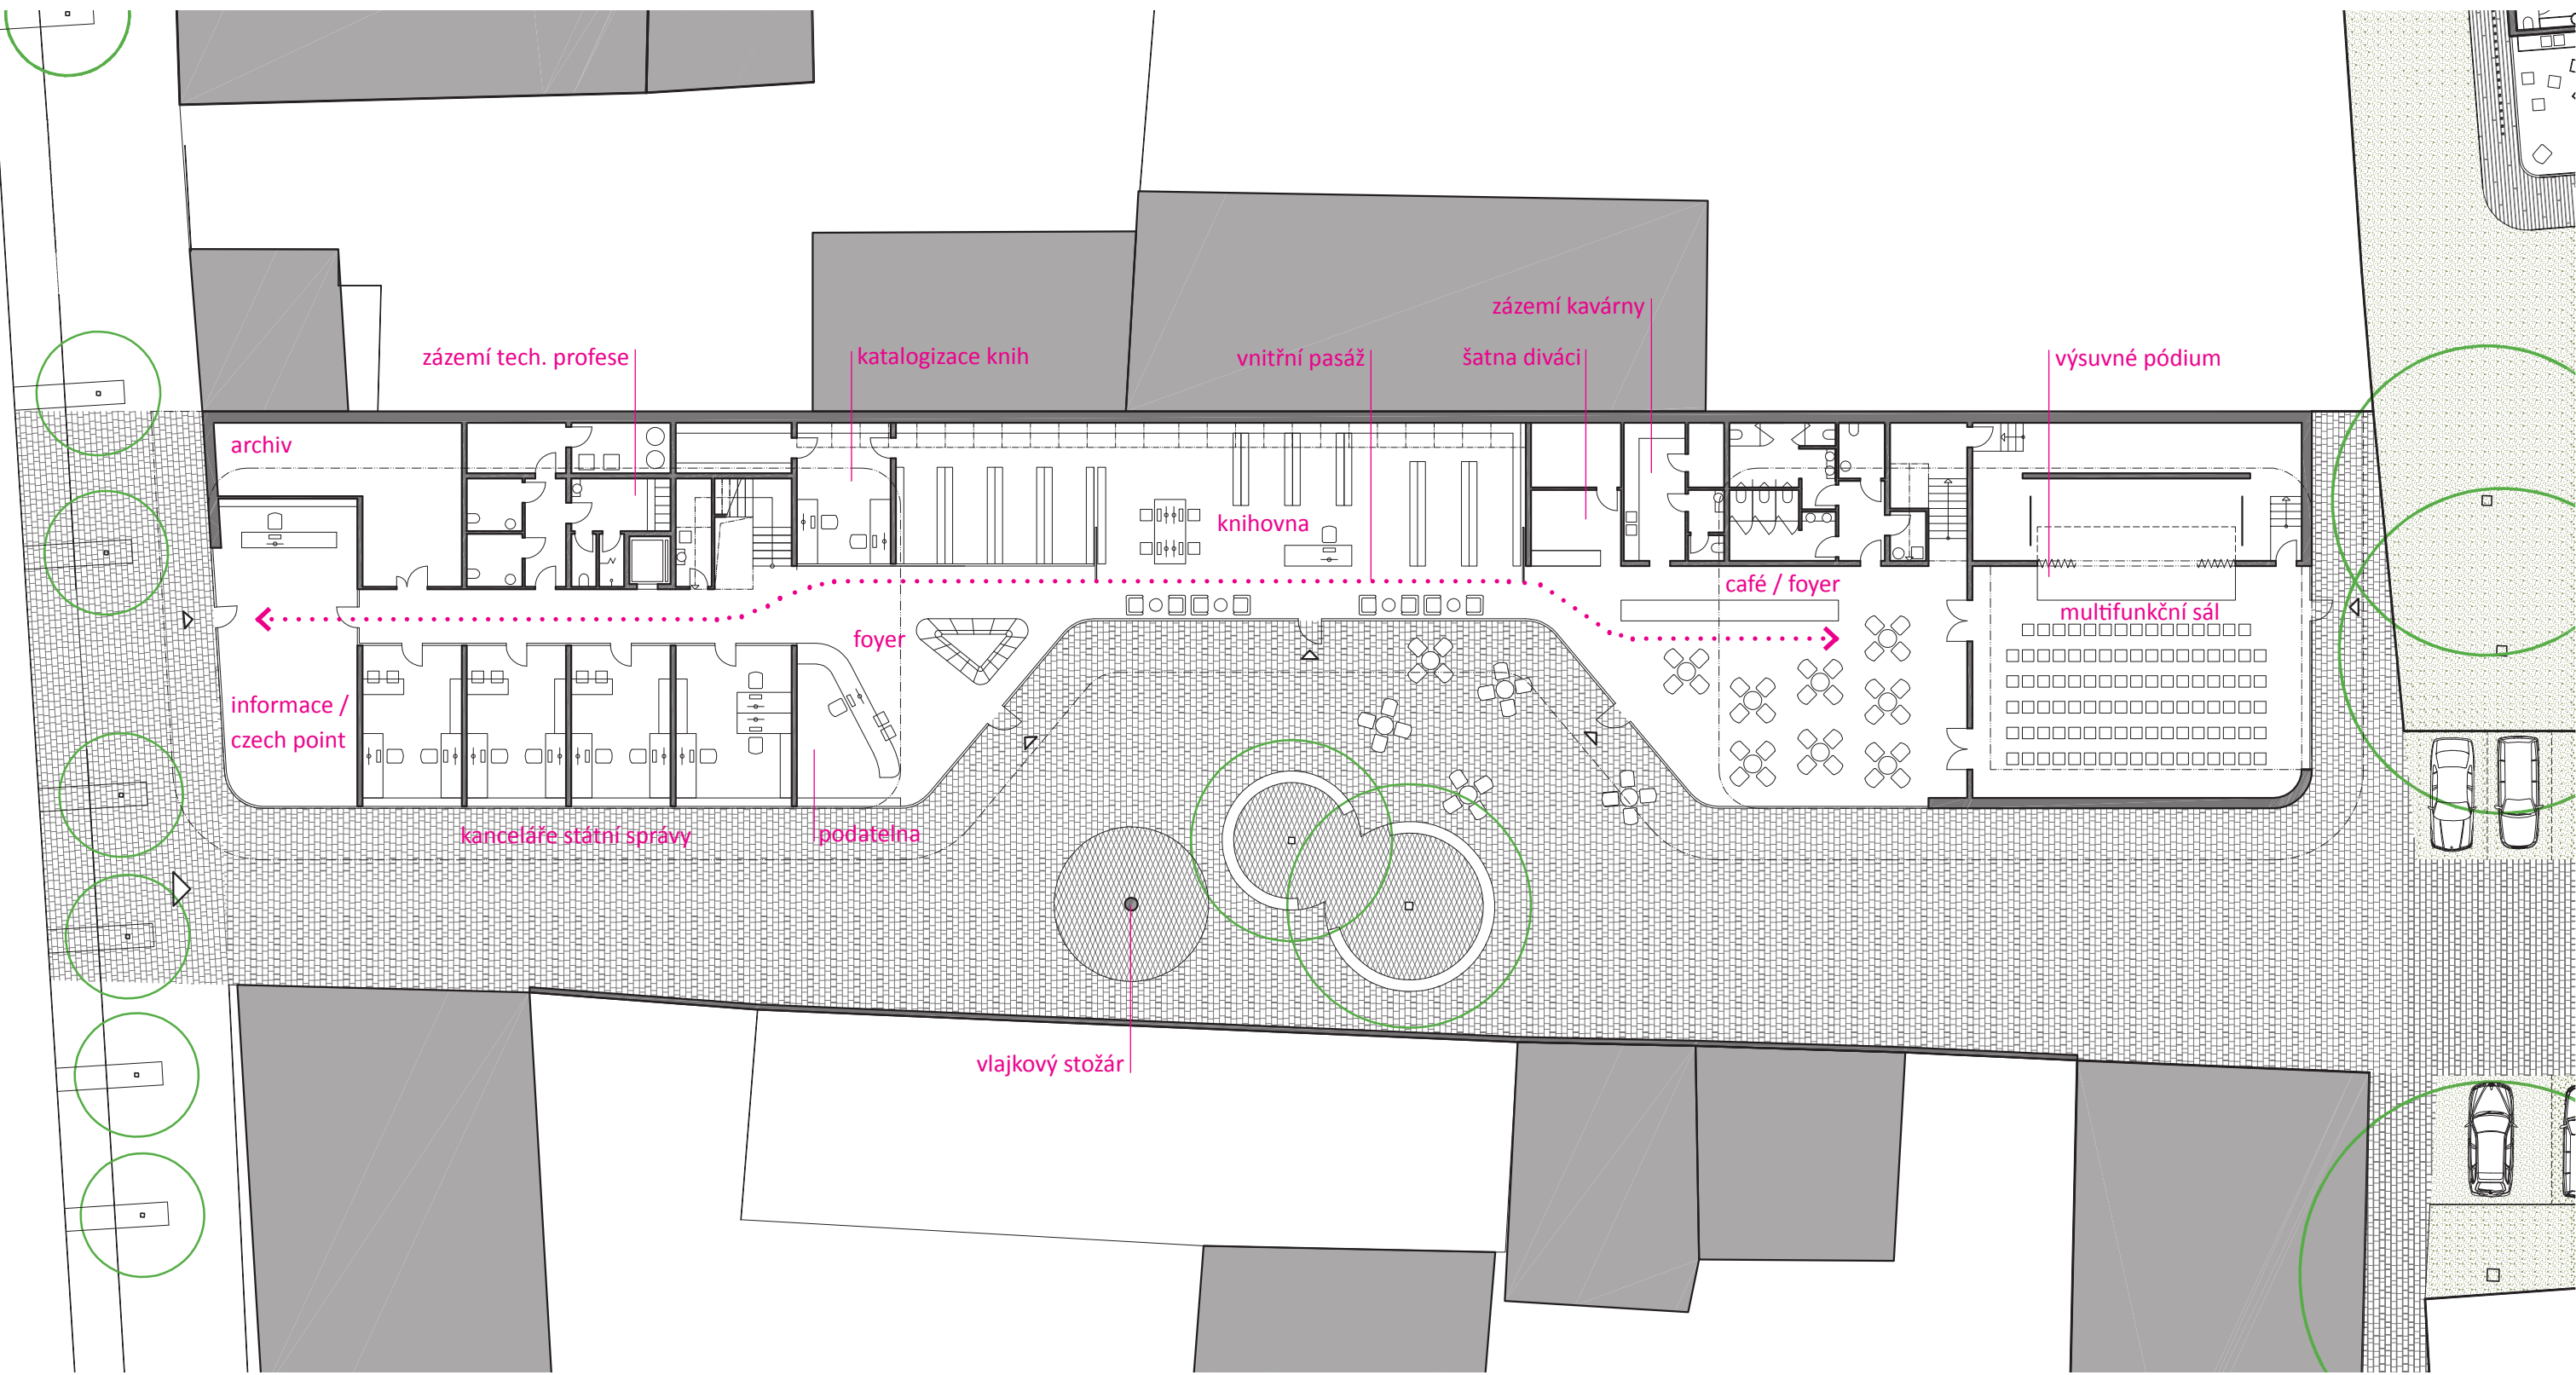 zázemí kavárny
zázemí tech. profese
katalogizace knih
vnitřní pasáž
šatna diváci
výsuvné pódium
archiv
knihovna
café / foyer
multifunkční sál
foyer
informace /
czech point
kanceláře státní správy
podatelna
vlajkový stožár